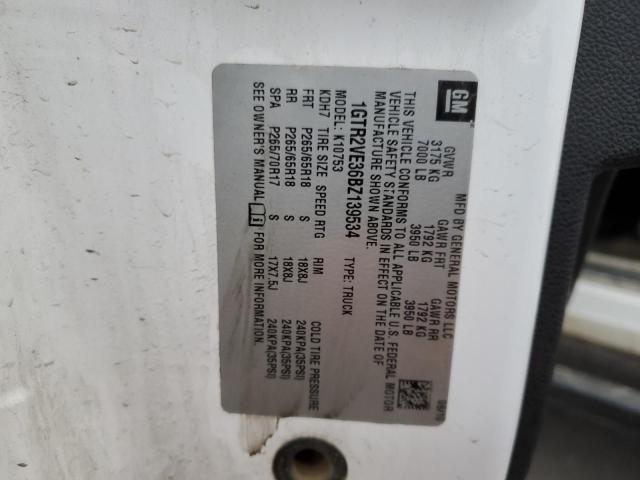 GM
MFD BY GENERAL MOTORS LLC
GVWR GAWR FRT GAWR RR
3175 KG 1792 KG 1792 KG
7000 LB 3950 LB 3950 LB
THIS VEHICLE CONFORMS TO ALL APPLICABLE U.S. FEDERAL MOTOR
VEHICLE SAFETY STANDARDS IN EFFECT ON THE DATE OF
MANUFACTURE SHOWN ABOVE.
1GTR2VE36BZ139534 TYPE: TRUCK
MODEL: K10753
KDH7 TIRE SIZE SPEED RTG RIM COLD TIRE PRESSURE
FRT P265/65R18 S 18X8J 240KPA(35PSI)
RR P265/65R18 S 18X8J 240KPA(35PSI)
SPA P265/70R17 S 17X7.5J 240KPA(35PSI)
SEE OWNER'S MANUAL FOR MORE INFORMATION.